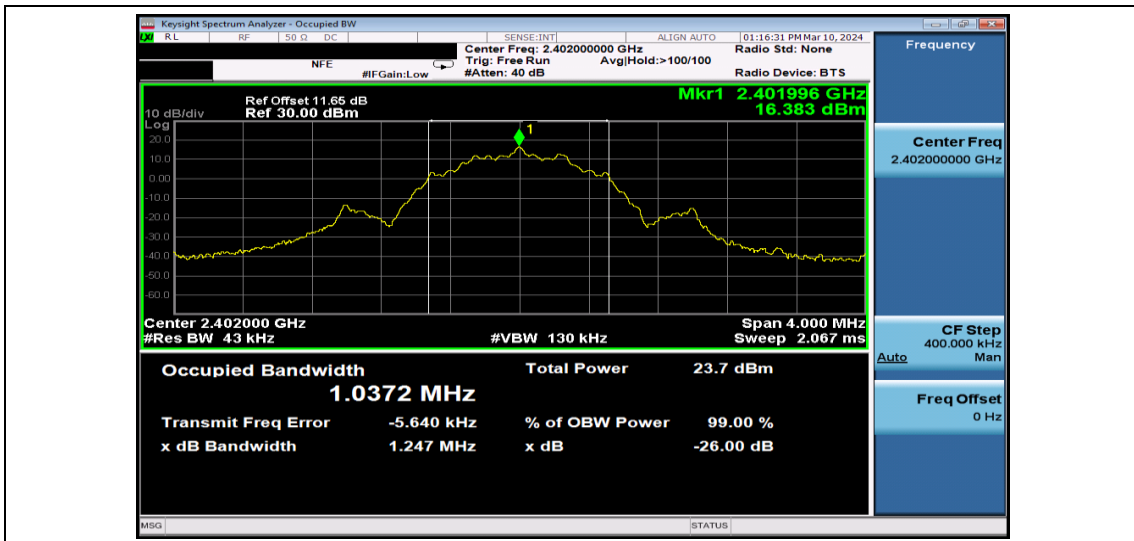 Keysight Spectrum Analyzer - Occupied BW
LXI RL RF 50 Ω DC SENSE:INT ALIGN AUTO 01:16:31 PM Mar 10, 2024
Center Freq: 2.402000000 GHz Radio Std: None
NFE Trig: Free Run Avg|Hold:>100/100
#IFGain:Low #Atten: 40 dB Radio Device: BTS
Frequency
Mkr1 2.401996 GHz
16.383 dBm
Ref Offset 11.65 dB
10 dB/div Ref 30.00 dBm
Log
1
20.0
10.0
0.00
-10.0
-20.0
-30.0
-40.0
-50.0
-60.0
Center 2.402000 GHz Span 4.000 MHz
#Res BW 43 kHz #VBW 130 kHz Sweep 2.067 ms
Center Freq
2.402000000 GHz
CF Step
400.000 kHz
Auto Man
Freq Offset
0 Hz
Occupied Bandwidth Total Power 23.7 dBm
1.0372 MHz
Transmit Freq Error -5.640 kHz % of OBW Power 99.00 %
x dB Bandwidth 1.247 MHz x dB -26.00 dB
MSG STATUS